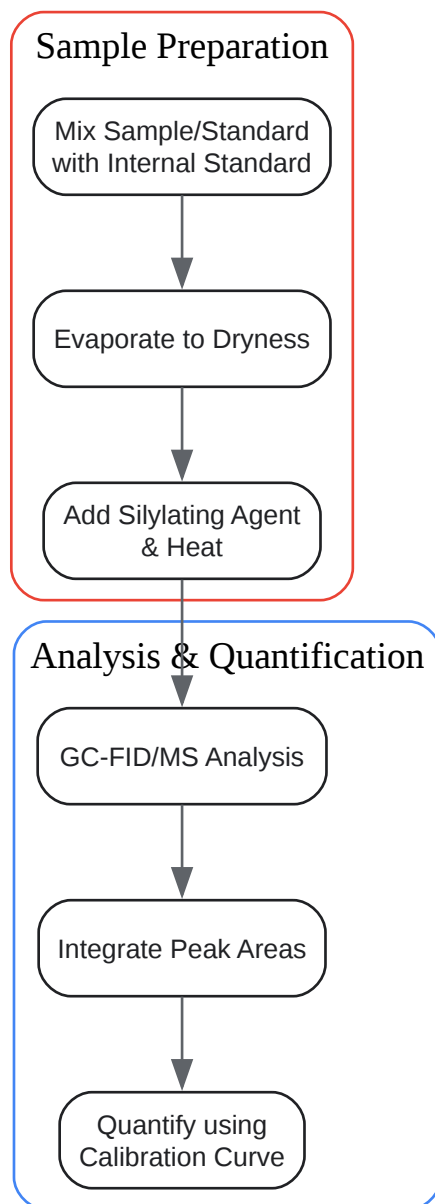 Sample Preparation
Mix Sample/Standard
with Internal Standard
Evaporate to Dryness
Add Silylating Agent
& Heat
Analysis & Quantification
GC-FID/MS Analysis
Integrate Peak Areas
Quantify using
Calibration Curve